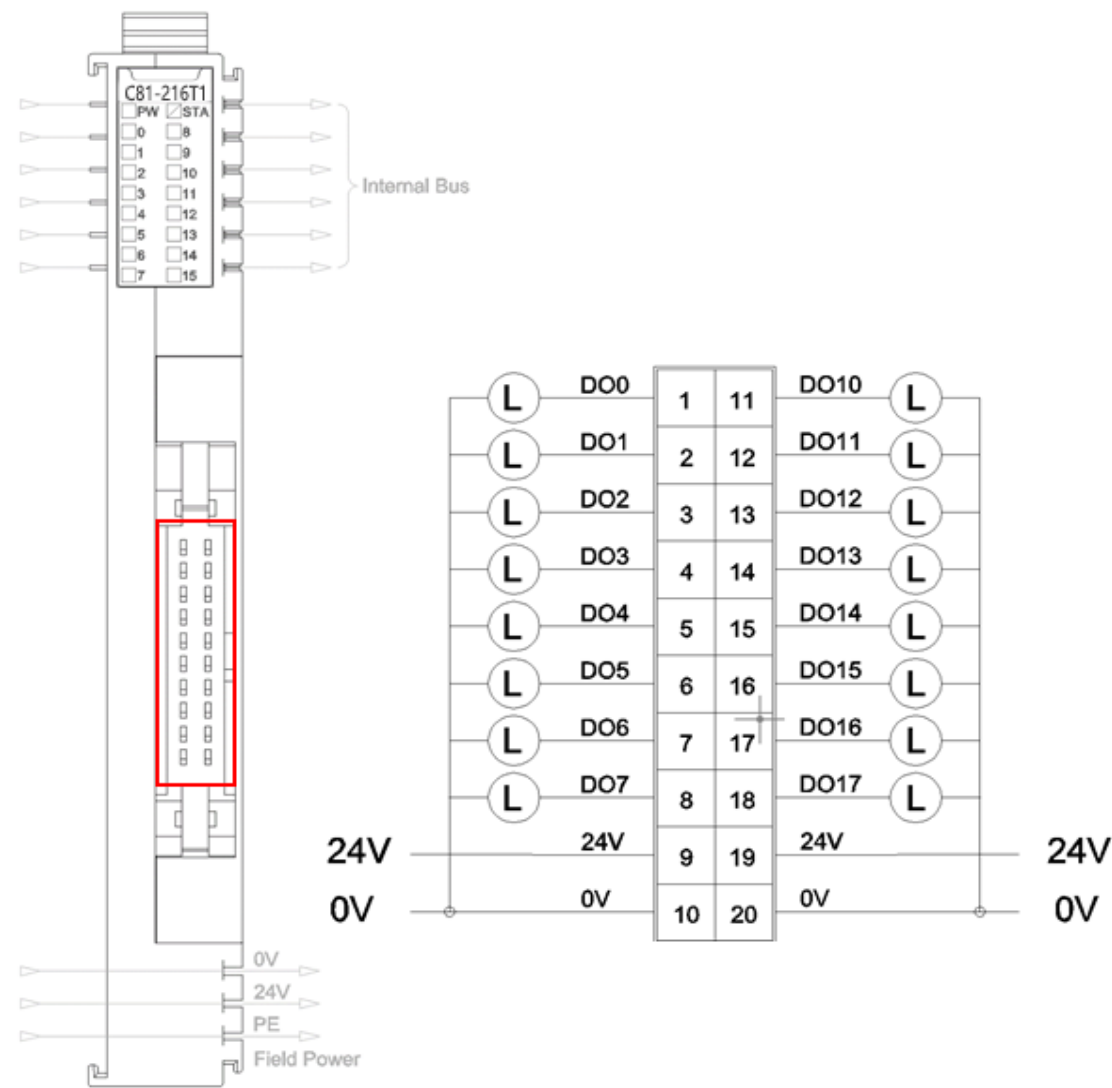 C81-216T1
PW STA
0 8
1 9
2 10
3 11
4 12
5 13
6 14
7 15
Internal Bus
L DO0 1 11 DO10 L
L DO1 2 12 DO11 L
L DO2 3 13 DO12 L
L DO3 4 14 DO13 L
L DO4 5 15 DO14 L
L DO5 6 16 DO15 L
L DO6 7 17 DO16 L
L DO7 8 18 DO17 L
24V 24V 9 19 24V 24V
0V 0V 10 20 0V 0V
0V
24V
PE
Field Power